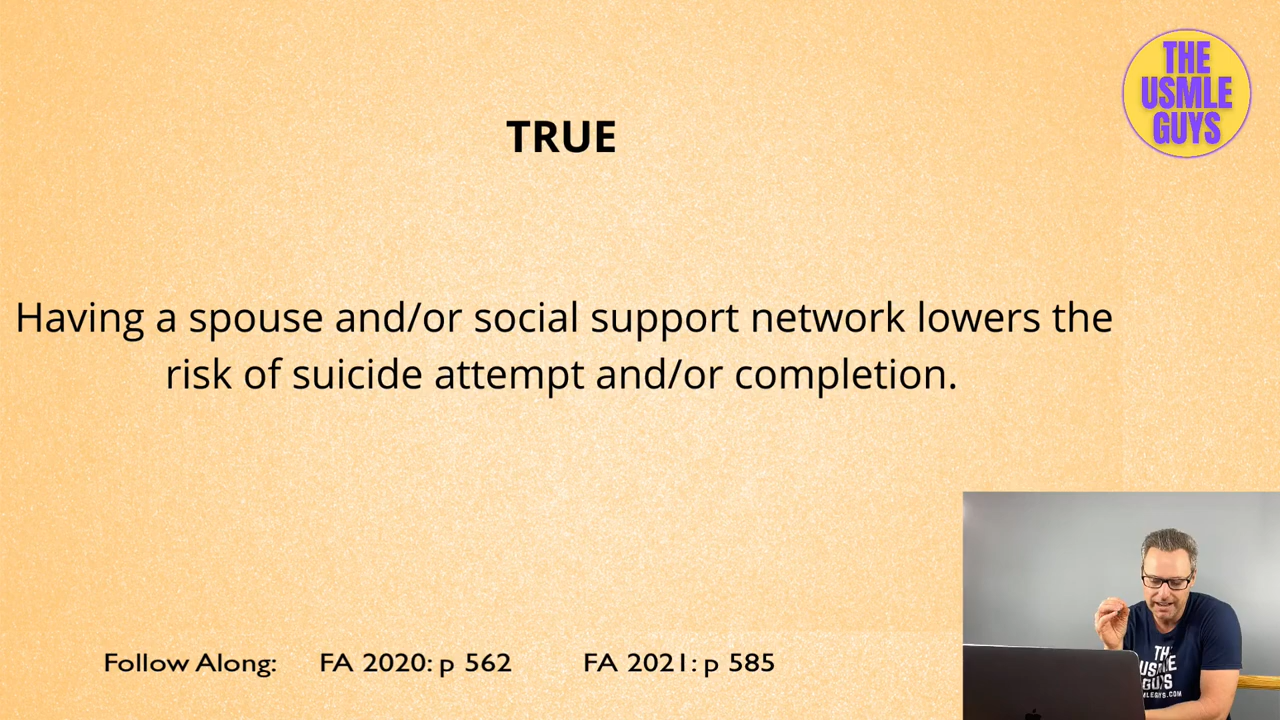 THE
USMLE
GUYS
TRUE
Having a spouse and/or social support network lowers the
risk of suicide attempt and/or completion.
Follow Along: FA 2020: p 562 FA 2021: p 585
GUYS